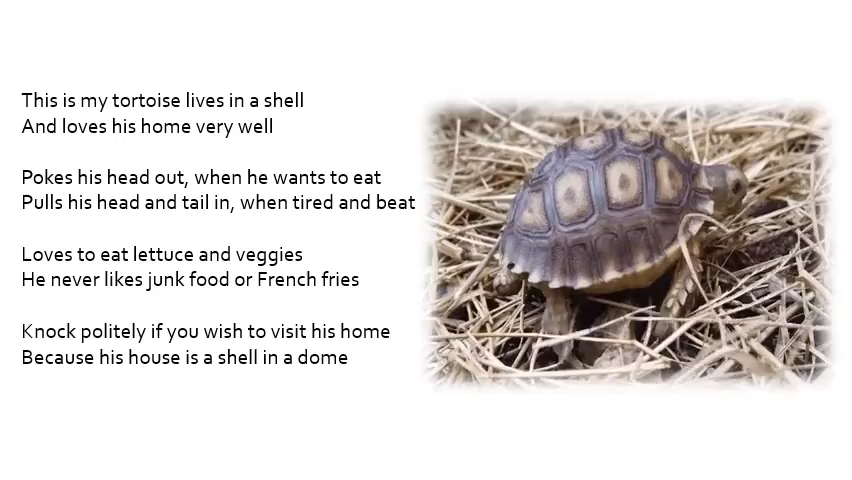 This is my tortoise lives in a shell
And loves his home very well
Pokes his head out, when he wants to eat
Pulls his head and tail in, when tired and beat
Loves to eat lettuce and veggies
He never likes junk food or French fries
Knock politely if you wish to visit his home
Because his house is a shell in a dome